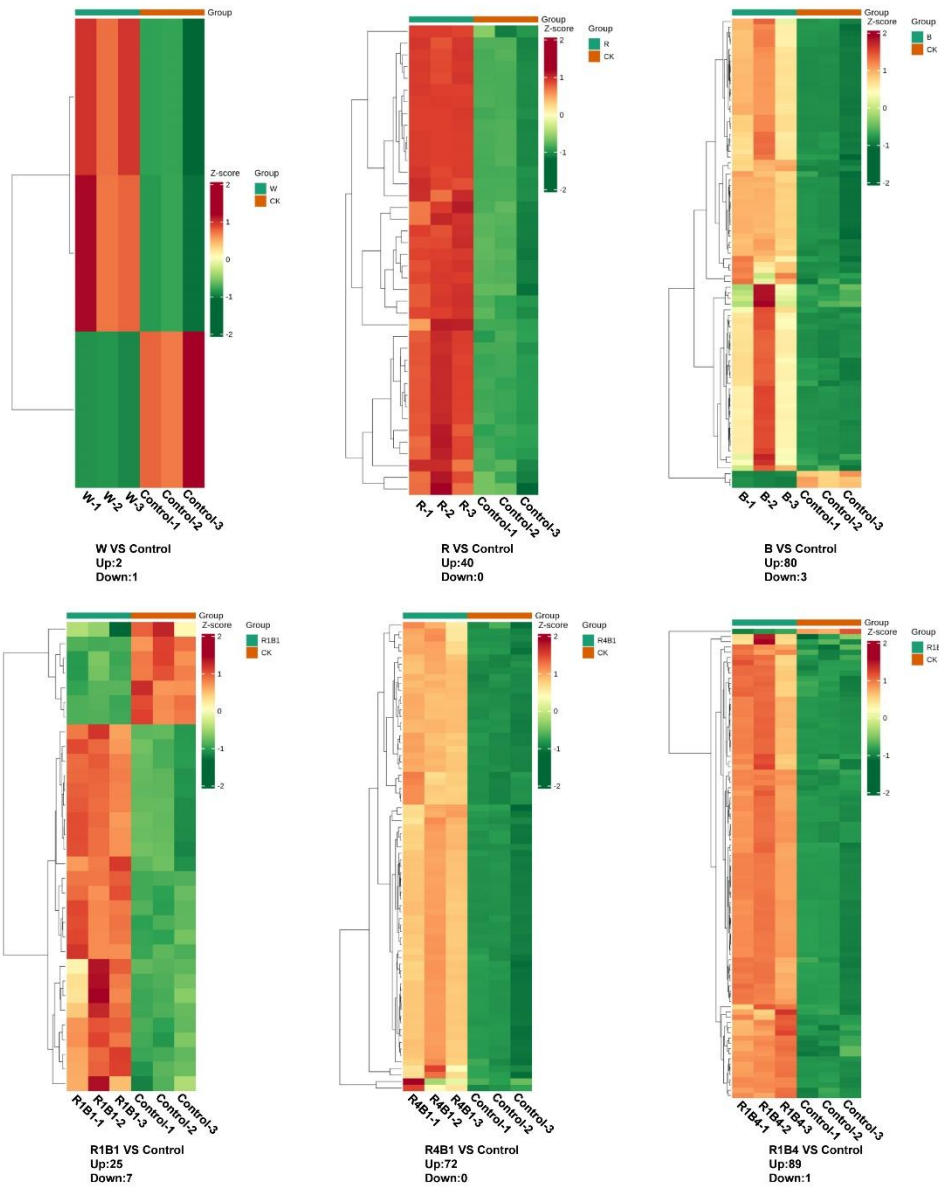 Group
Z-score Group
2 W
1 CK
0
-1
-2
W-1 W-2 W-3 Control-1 Control-2 Control-3
W VS Control
Up:2
Down:1
Group
Z-score Group
2 R
1 CK
0
-1
-2
R-1 R-2 R-3 Control-1 Control-2 Control-3
R VS Control
Up:40
Down:0
Group
Z-score Group
2 B
1 CK
0
-1
-2
B-1 B-2 B-3 Control-1 Control-2 Control-3
B VS Control
Up:80
Down:3
Group
Z-score Group
2 R1B1
1 CK
0
-1
-2
R1B1-1 R1B1-2 R1B1-3 Control-1 Control-2 Control-3
R1B1 VS Control
Up:25
Down:7
Group
Z-score Group
2 R4B1
1 CK
0
-1
-2
R4B1-1 R4B1-2 R4B1-3 Control-1 Control-2 Control-3
R4B1 VS Control
Up:72
Down:0
Group
Z-score Group
2
1 CK
0
-1
-2
R1B4-1 R1B4-2 R1B4-3 Control-1 Control-2 Control-3
R1B4 VS Control
Up:89
Down:1